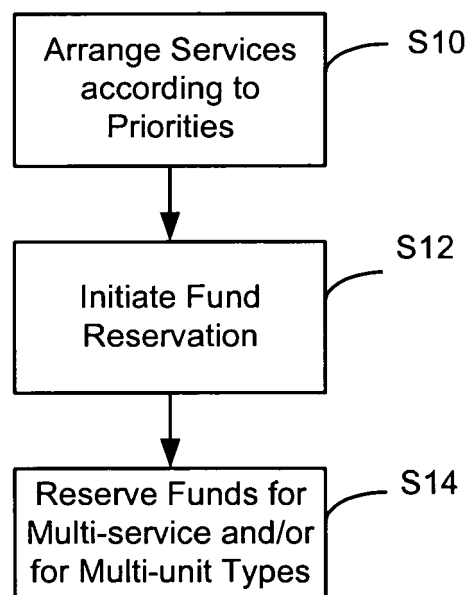 Arrange Services
according to
Priorities
S10
Initiate Fund
Reservation
S12
Reserve Funds for
Multi-service and/or
for Multi-unit Types
S14